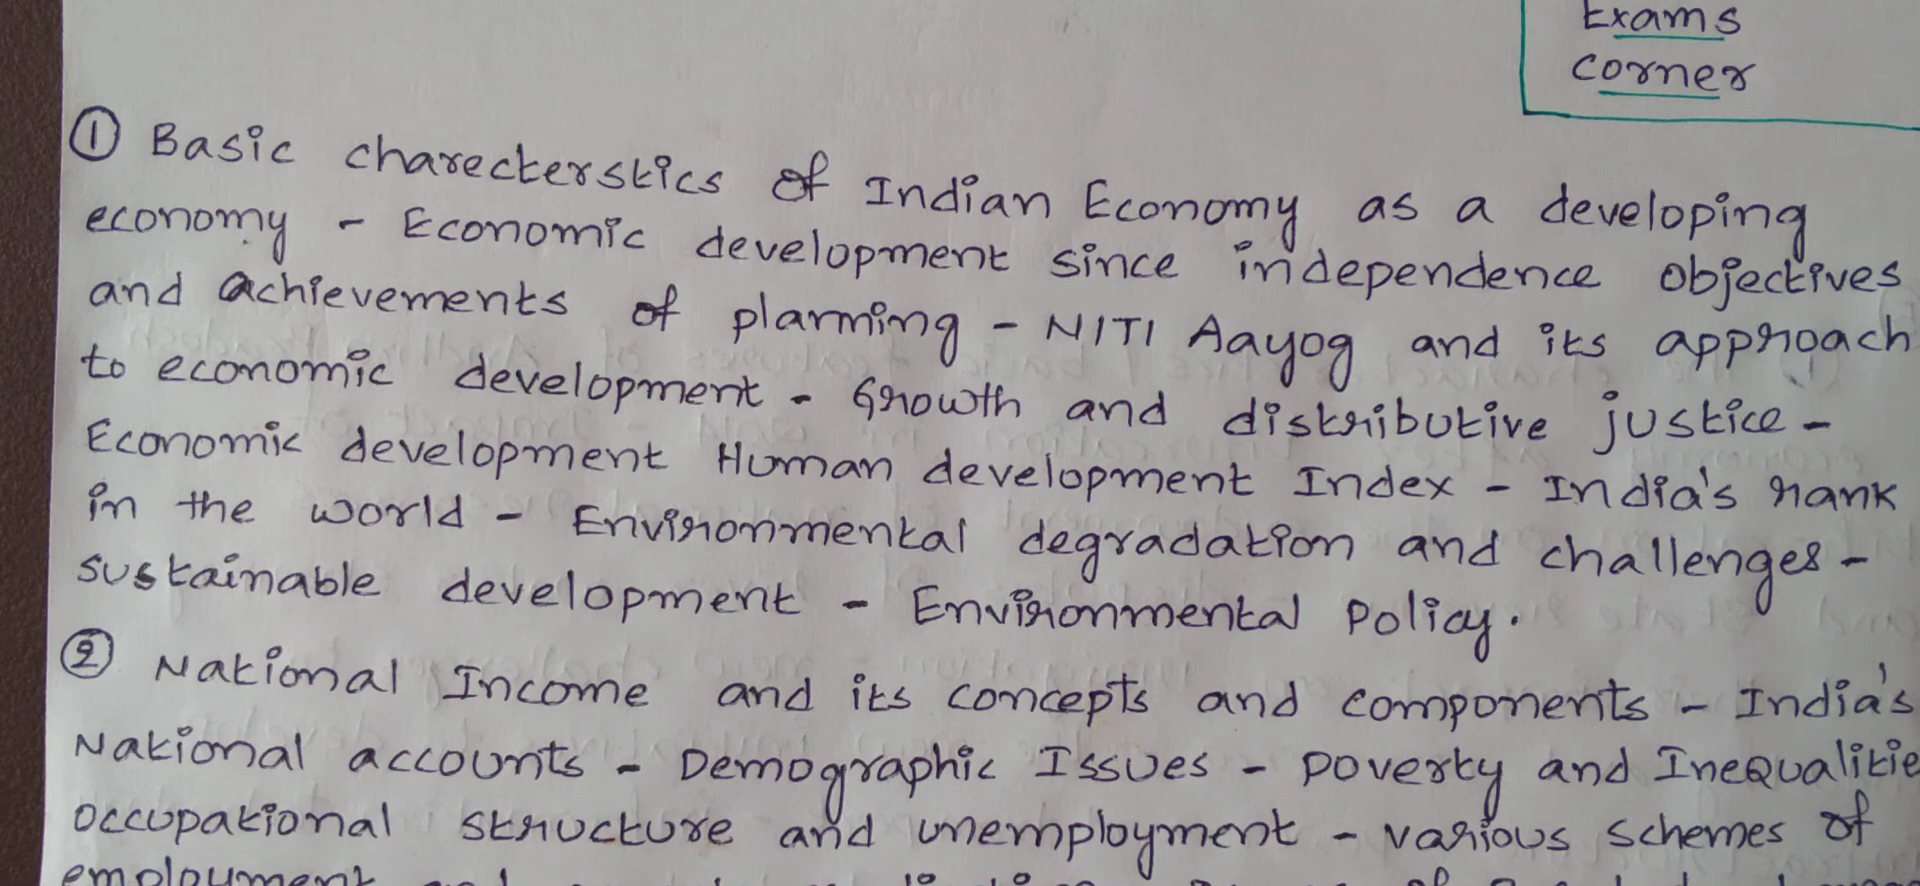 Exams
corner
① Basic charecterstics of Indian Economy as a developing
economy - Economic development since independence objectives
and achievements of planning - NITI Aayog and its approach
to economic development - Growth and distributive justice -
Economic development Human development Index - India's rank
in the world - Environmental degradation and challenges -
sustainable development - Environmental policy.
② National Income and its concepts and components - India's
National accounts - Demographic Issues - poverty and Inequalitie
occupational structure and unemployment - various schemes of
employment and